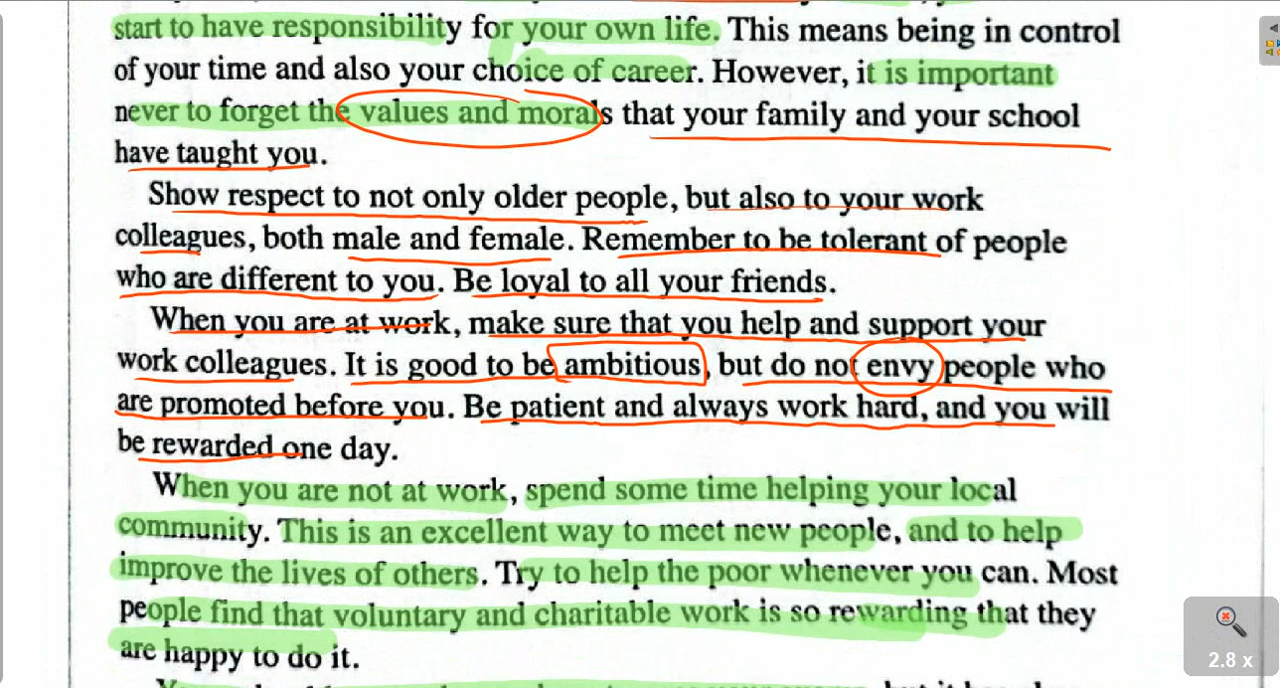 start to have responsibility for your own life. This means being in control
of your time and also your choice of career. However, it is important
never to forget the values and morals that your family and your school
have taught you.
Show respect to not only older people, but also to your work
colleagues, both male and female. Remember to be tolerant of people
who are different to you. Be loyal to all your friends.
When you are at work, make sure that you help and support your
work colleagues. It is good to be ambitious, but do not envy people who
are promoted before you. Be patient and always work hard, and you will
be rewarded one day.
When you are not at work, spend some time helping your local
community. This is an excellent way to meet new people, and to help
improve the lives of others. Try to help the poor whenever you can. Most
people find that voluntary and charitable work is so rewarding that they
are happy to do it.
2.8 x